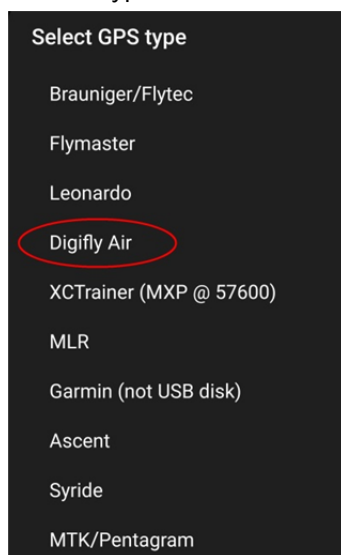 Select GPS type
Brauniger/Flytec
Flymaster
Leonardo
Digifly Air
XCTrainer (MXP @ 57600)
MLR
Garmin (not USB disk)
Ascent
Syride
MTK/Pentagram